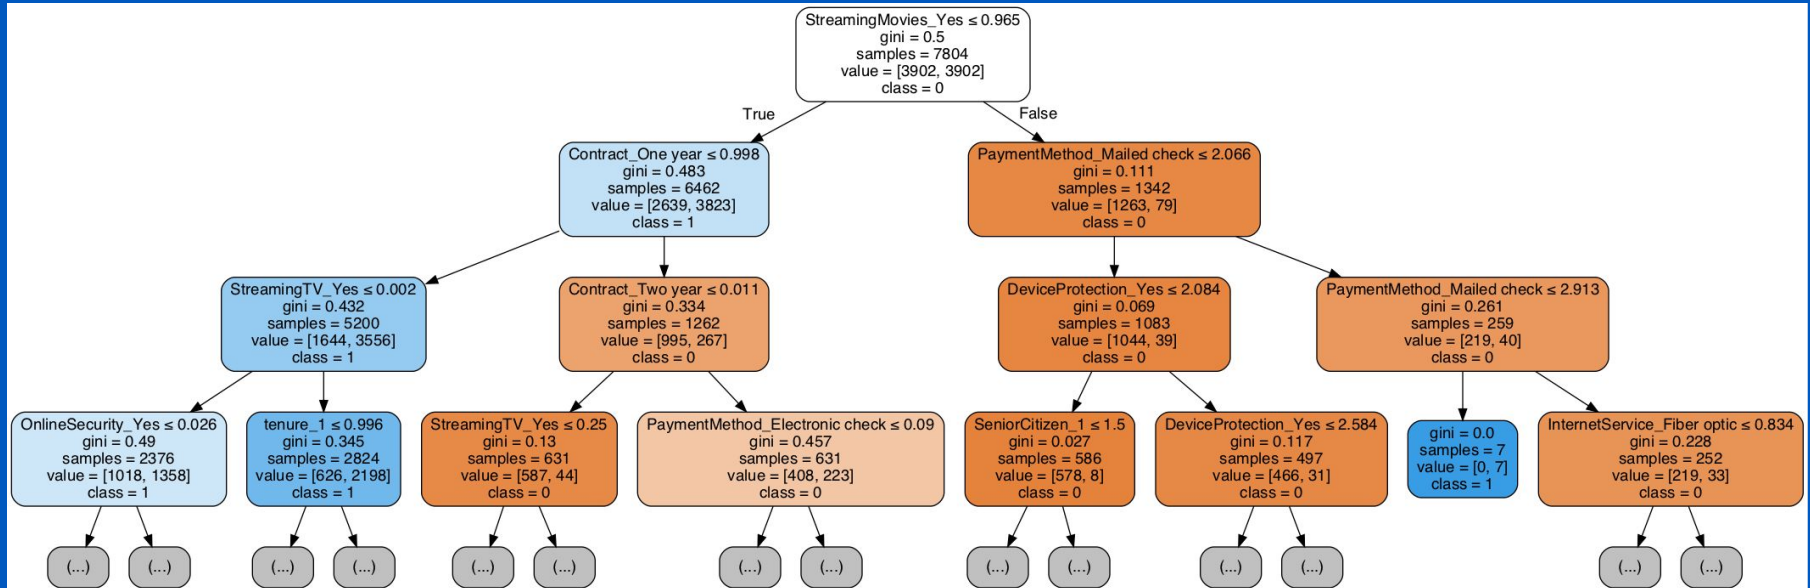 StreamingMovies_Yes ≤ 0.965
gini = 0.5
samples = 7804
value = [3902, 3902]
class = 0
True
False
Contract_One year ≤ 0.998
gini = 0.483
samples = 6462
value = [2639, 3823]
class = 1
PaymentMethod_Mailed check ≤ 2.066
gini = 0.111
samples = 1342
value = [1263, 79]
class = 0
StreamingTV_Yes ≤ 0.002
gini = 0.432
samples = 5200
value = [1644, 3556]
class = 1
Contract_Two year ≤ 0.011
gini = 0.334
samples = 1262
value = [995, 267]
class = 0
DeviceProtection_Yes ≤ 2.084
gini = 0.069
samples = 1083
value = [1044, 39]
class = 0
PaymentMethod_Mailed check ≤ 2.913
gini = 0.261
samples = 259
value = [219, 40]
class = 0
OnlineSecurity_Yes ≤ 0.026
gini = 0.49
samples = 2376
value = [1018, 1358]
class = 1
tenure_1 ≤ 0.996
gini = 0.345
samples = 2824
value = [626, 2198]
class = 1
StreamingTV_Yes ≤ 0.25
gini = 0.13
samples = 631
value = [587, 44]
class = 0
PaymentMethod_Electronic check ≤ 0.09
gini = 0.457
samples = 631
value = [408, 223]
class = 0
SeniorCitizen_1 ≤ 1.5
gini = 0.027
samples = 586
value = [578, 8]
class = 0
DeviceProtection_Yes ≤ 2.584
gini = 0.117
samples = 497
value = [466, 31]
class = 0
gini = 0.0
samples = 7
value = [0, 7]
class = 1
InternetService_Fiber optic ≤ 0.834
gini = 0.228
samples = 252
value = [219, 33]
class = 0
(...)
(...)
(...)
(...)
(...)
(...)
(...)
(...)
(...)
(...)
(...)
(...)
(...)
(...)